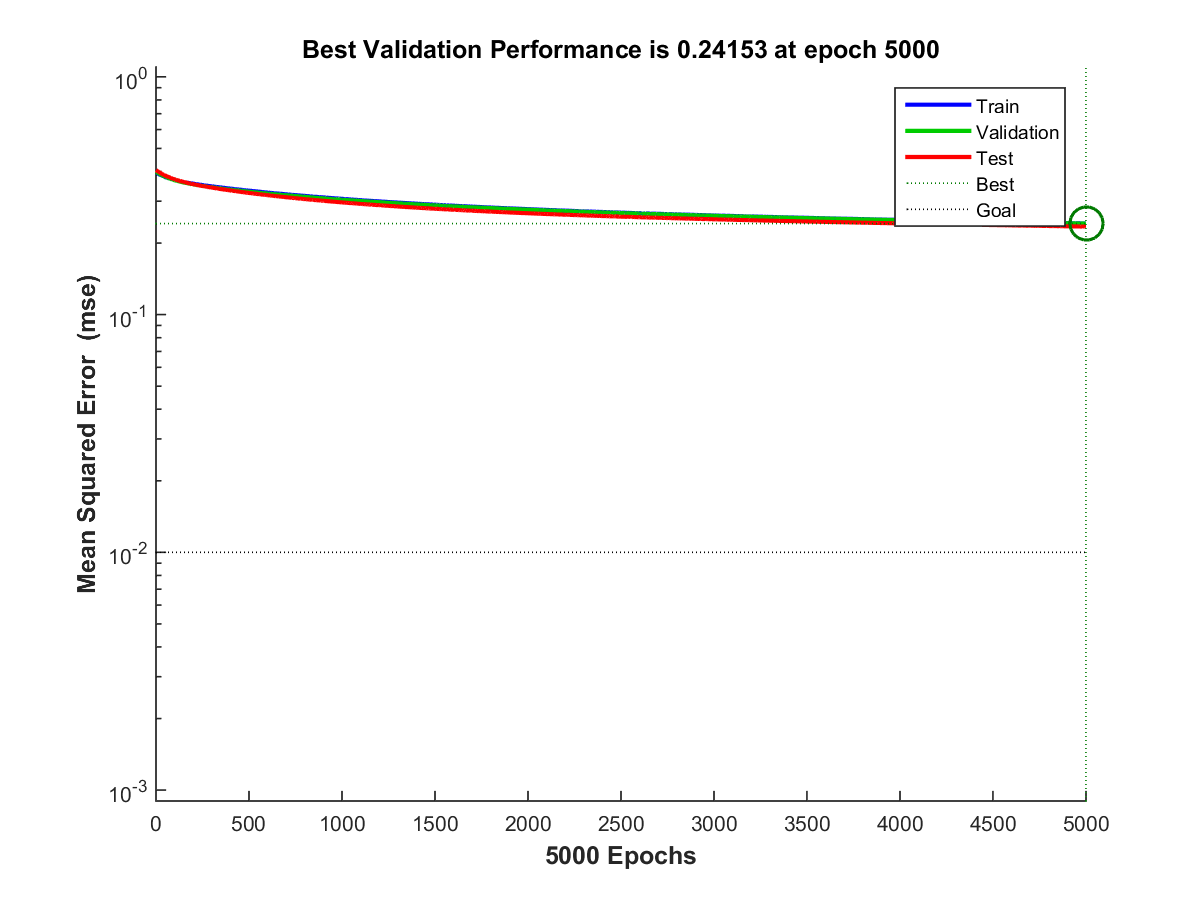 Best Validation Performance is 0.24153 at epoch 5000
10^0
Train
Validation
Test
Best
Goal
10^-1
Mean Squared Error (mse)
10^-2
10^-3
0 500 1000 1500 2000 2500 3000 3500 4000 4500 5000
5000 Epochs